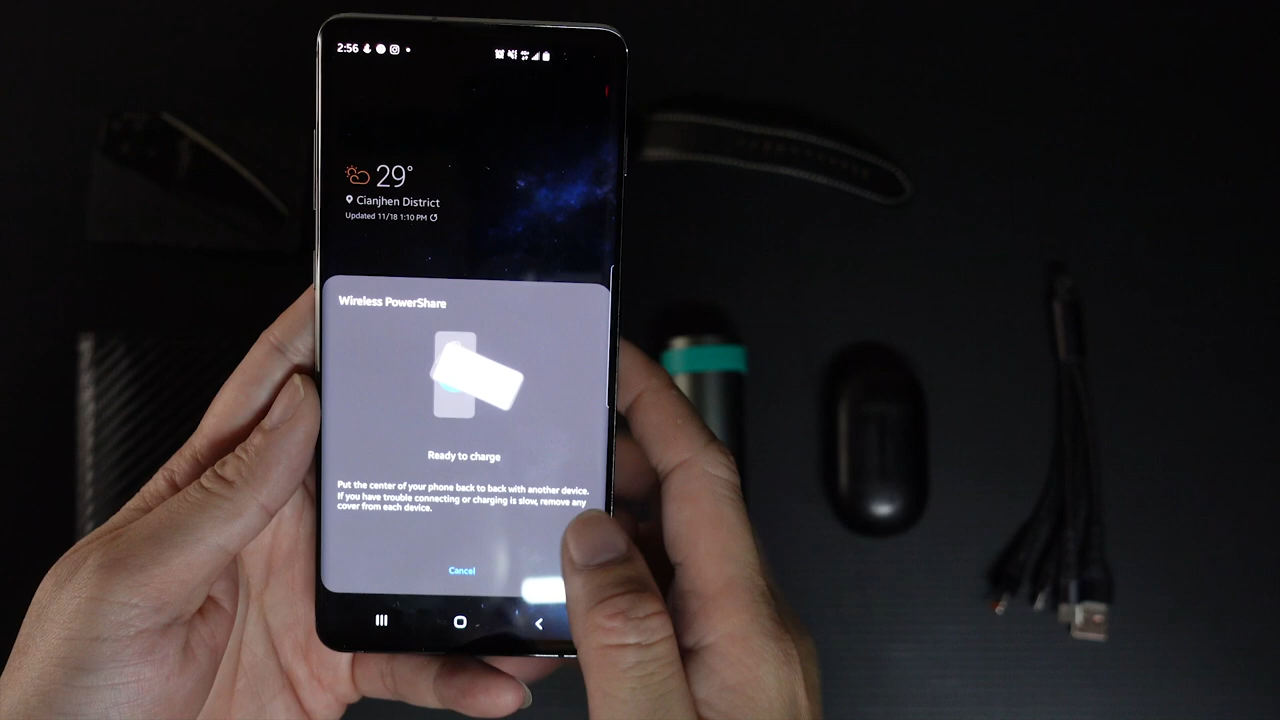 2:56
29°
Cianjhen District
Updated 11/18 1:10 PM
Wireless PowerShare
Ready to charge
Put the center of your phone back to back with another device.
If you have trouble connecting or charging is slow, remove any
cover from each device.
Cancel